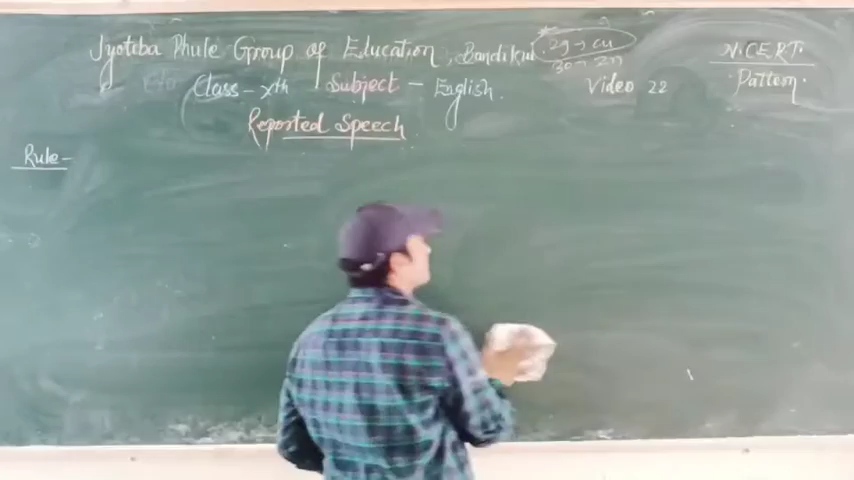 Jyotiba Phule Group of Education, Bandikui
N.C.E.R.T.
Class - Xth Subject - English.
Video 22
Pattern.
Reported Speech
Rule -